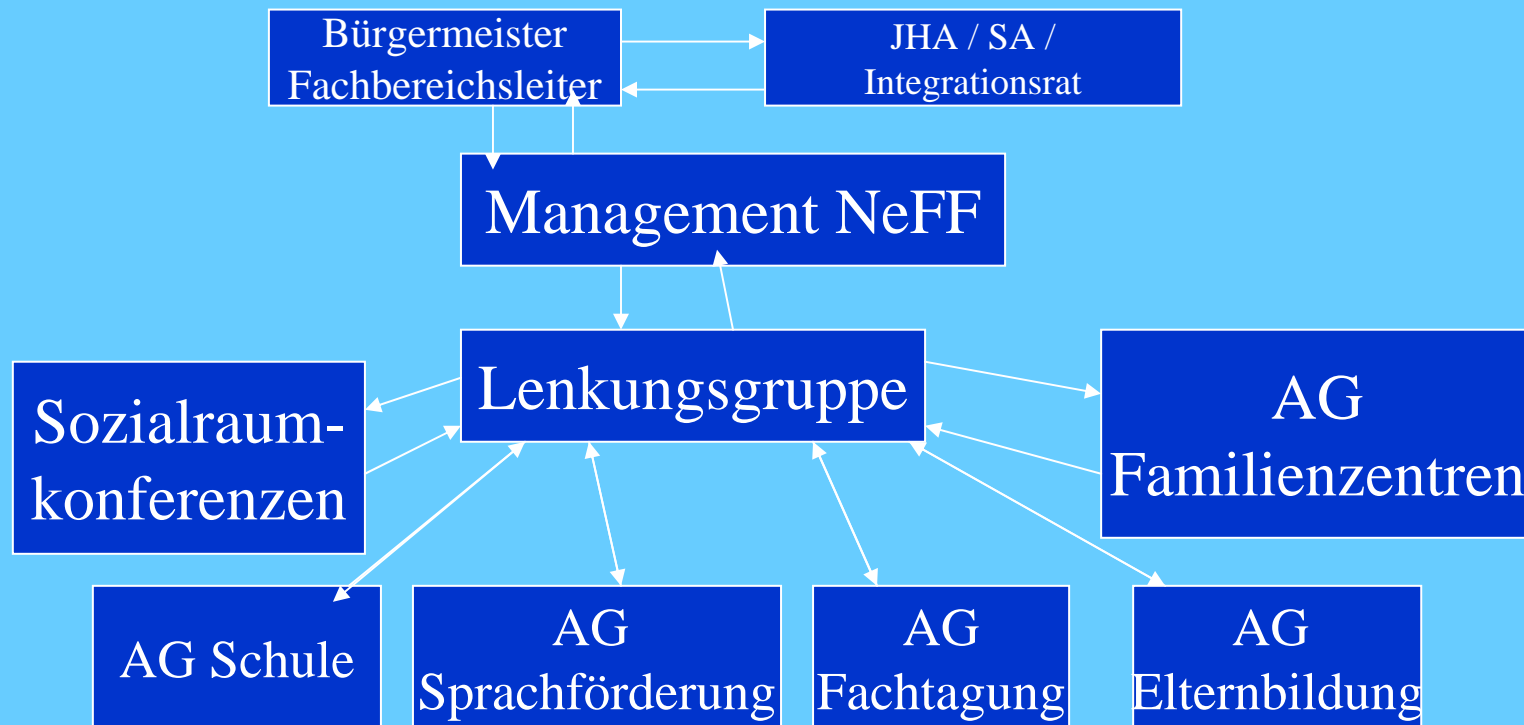 Bürgermeister
Fachbereichsleiter
JHA / SA /
Integrationsrat
Management NeFF
Lenkungsgruppe
Sozialraum-
konferenzen
AG
Familienzentren
AG Schule
AG
Sprachförderung
AG
Fachtagung
AG
Elternbildung